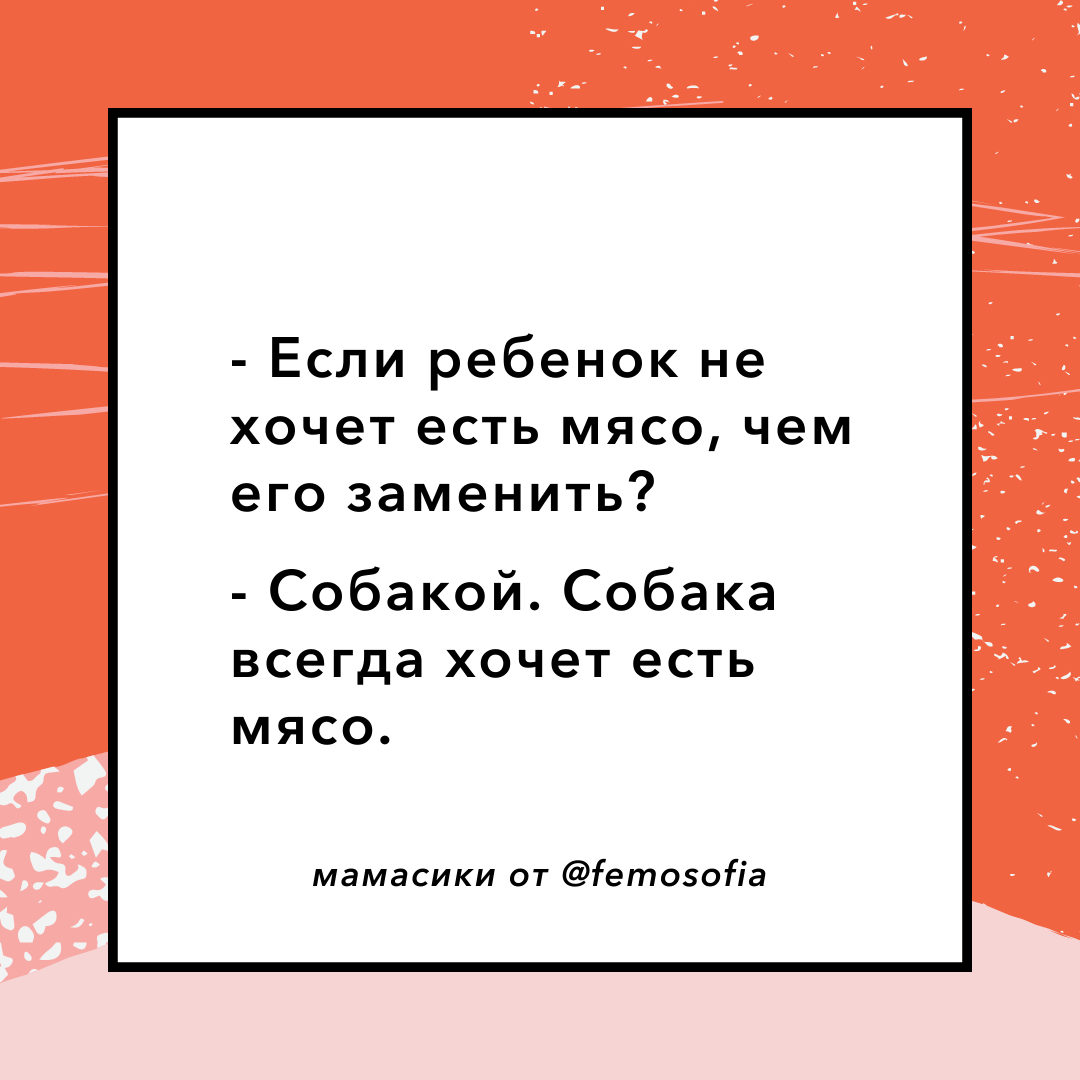 - Если ребенок не
хочет есть мясо, чем
его заменить?
- Собакой. Собака
всегда хочет есть
мясо.
мамасики от @femosofia